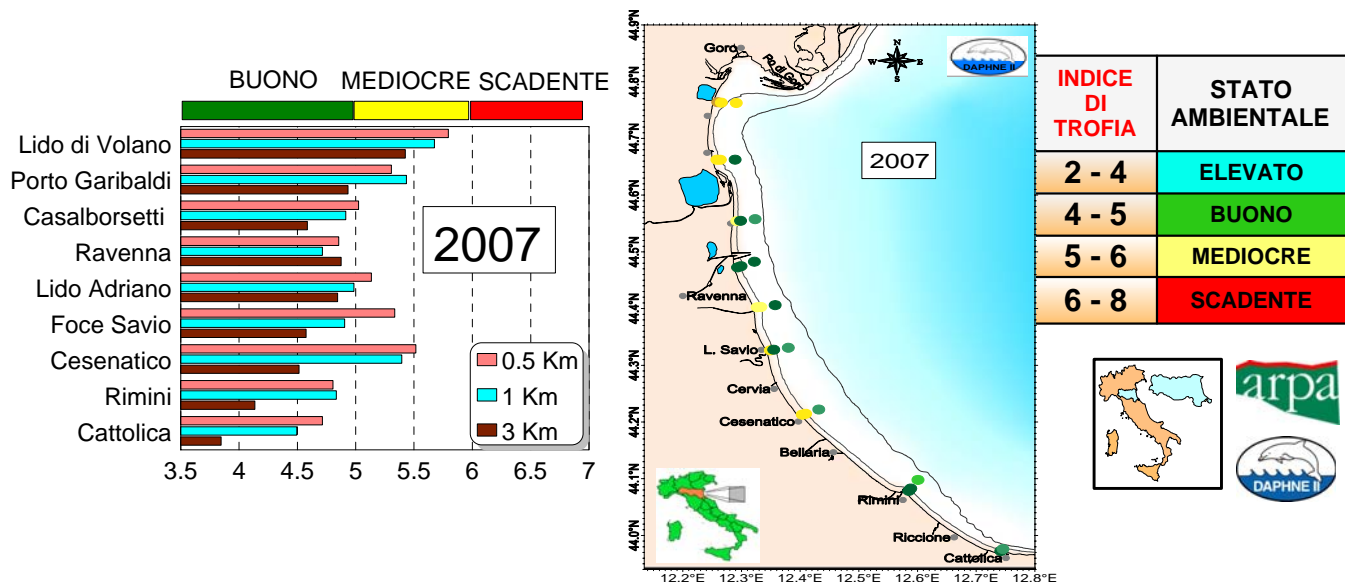 BUONO MEDIOCRE SCADENTE
Lido di Volano
Porto Garibaldi
Casalborsetti
Ravenna
Lido Adriano
Foce Savio
Cesenatico
Rimini
Cattolica
2007
0.5 Km
1 Km
3 Km
3.5 4 4.5 5 5.5 6 6.5 7
44.9°N
44.8°N
44.7°N
44.6°N
44.5°N
44.4°N
44.3°N
44.2°N
44.1°N
44.0°N
Goro
Po di Goro
N
W E
S
DAPHNE II
2007
Ravenna
L. Savio
Cervia
Cesenatico
Bellaria
Rimini
Riccione
Cattolica
12.2°E 12.3°E 12.4°E 12.5°E 12.6°E 12.7°E 12.8°E
INDICE
DI
TROFIA
STATO
AMBIENTALE
2 - 4 ELEVATO
4 - 5 BUONO
5 - 6 MEDIOCRE
6 - 8 SCADENTE
arpa
DAPHNE II